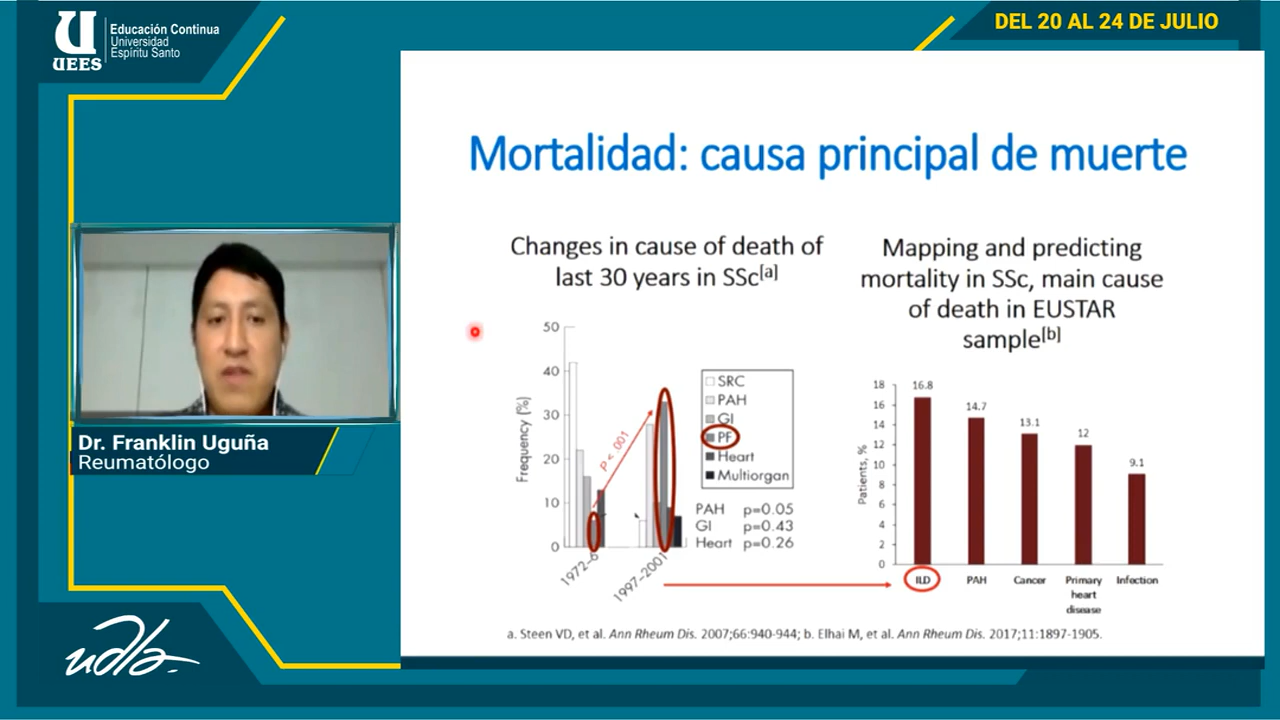 UEES
Educación Continua
Universidad
Espíritu Santo
DEL 20 AL 24 DE JULIO
Mortalidad: causa principal de muerte
Changes in cause of death of
last 30 years in SSc[a]
Mapping and predicting
mortality in SSc, main cause
of death in EUSTAR
sample[b]
Frequency (%)
50
40
30
20
10
0
P < .001
1972–6
1997–2001
SRC
PAH
GI
PF
Heart
Multiorgan
PAH p=0.05
GI p=0.43
Heart p=0.26
Patients, %
18
16
14
12
10
8
6
4
2
0
16.8
14.7
13.1
12
9.1
ILD
PAH
Cancer
Primary
heart
disease
Infection
a. Steen VD, et al. Ann Rheum Dis. 2007;66:940-944; b. Elhai M, et al. Ann Rheum Dis. 2017;11:1897-1905.
Dr. Franklin Uguña
Reumatólogo
udla.